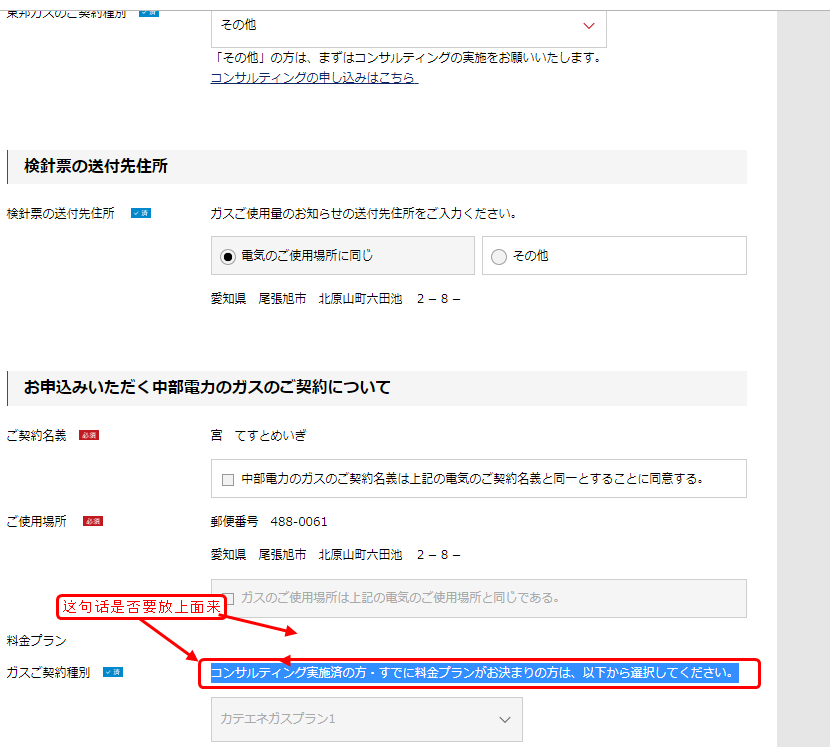 東邦ガスのご契約種別 済
その他
「その他」の方は、まずはコンサルティングの実施をお願いいたします。
コンサルティングの申し込みはこちら
検針票の送付先住所
検針票の送付先住所 済 ガスご使用量のお知らせの送付先住所をご入力ください。
電気のご使用場所に同じ その他
愛知県 尾張旭市 北原山町六田池 2－8－
お申込みいただく中部電力のガスのご契約について
ご契約名義 必須 宮 てすとめいぎ
中部電力のガスのご契約名義は上記の電気のご契約名義と同一とすることに同意する。
ご使用場所 必須 郵便番号 488-0061
愛知県 尾張旭市 北原山町六田池 2－8－
ガスのご使用場所は上記の電気のご使用場所と同じである。
这句话是否要放上面来
料金プラン
ガスご契約種別 済 コンサルティング実施済の方・すでに料金プランがお決まりの方は、以下から選択してください。
カテエネガスプラン1